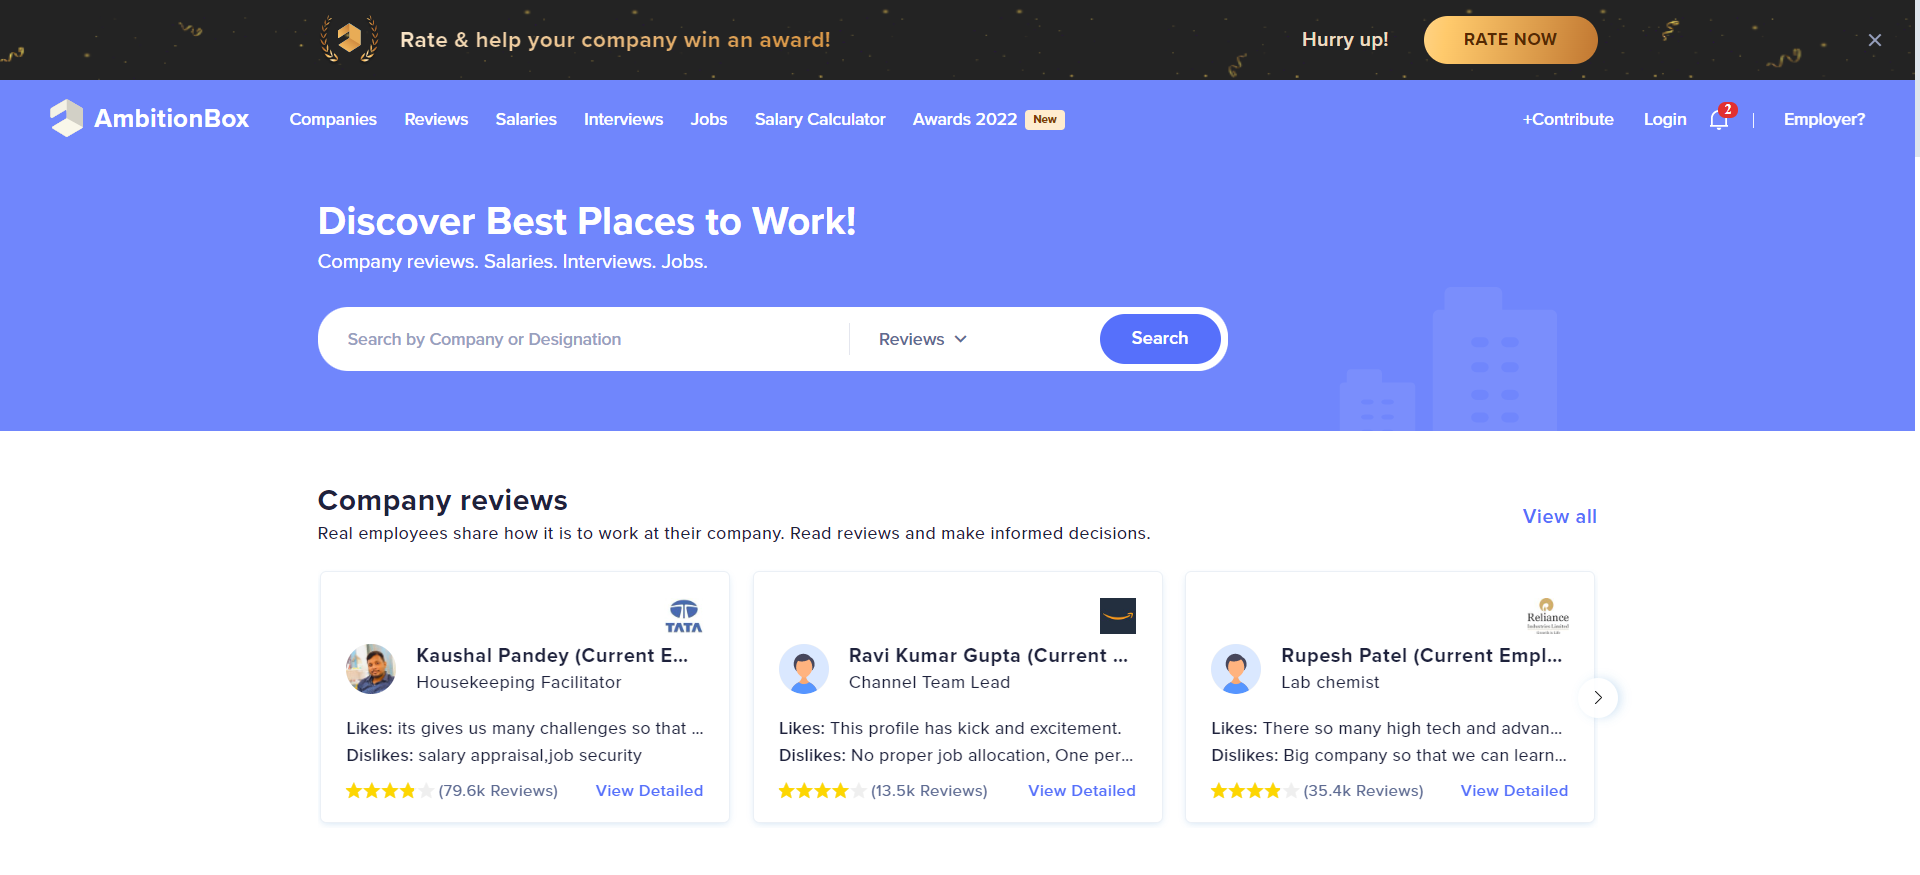 Rate & help your company win an award!
Hurry up!
RATE NOW
AmbitionBox
Companies
Reviews
Salaries
Interviews
Jobs
Salary Calculator
Awards 2022
New
+Contribute
Login
2
Employer?
Discover Best Places to Work!
Company reviews. Salaries. Interviews. Jobs.
Search by Company or Designation
Reviews
Search
Company reviews
Real employees share how it is to work at their company. Read reviews and make informed decisions.
View all
TATA
Kaushal Pandey (Current E...
Housekeeping Facilitator
Likes: its gives us many challenges so that ...
Dislikes: salary appraisal,job security
(79.6k Reviews)
View Detailed
Ravi Kumar Gupta (Current ...
Channel Team Lead
Likes: This profile has kick and excitement.
Dislikes: No proper job allocation, One per...
(13.5k Reviews)
View Detailed
Reliance
Industries Limited
Rupesh Patel (Current Empl...
Lab chemist
Likes: There so many high tech and advan...
Dislikes: Big company so that we can learn...
(35.4k Reviews)
View Detailed